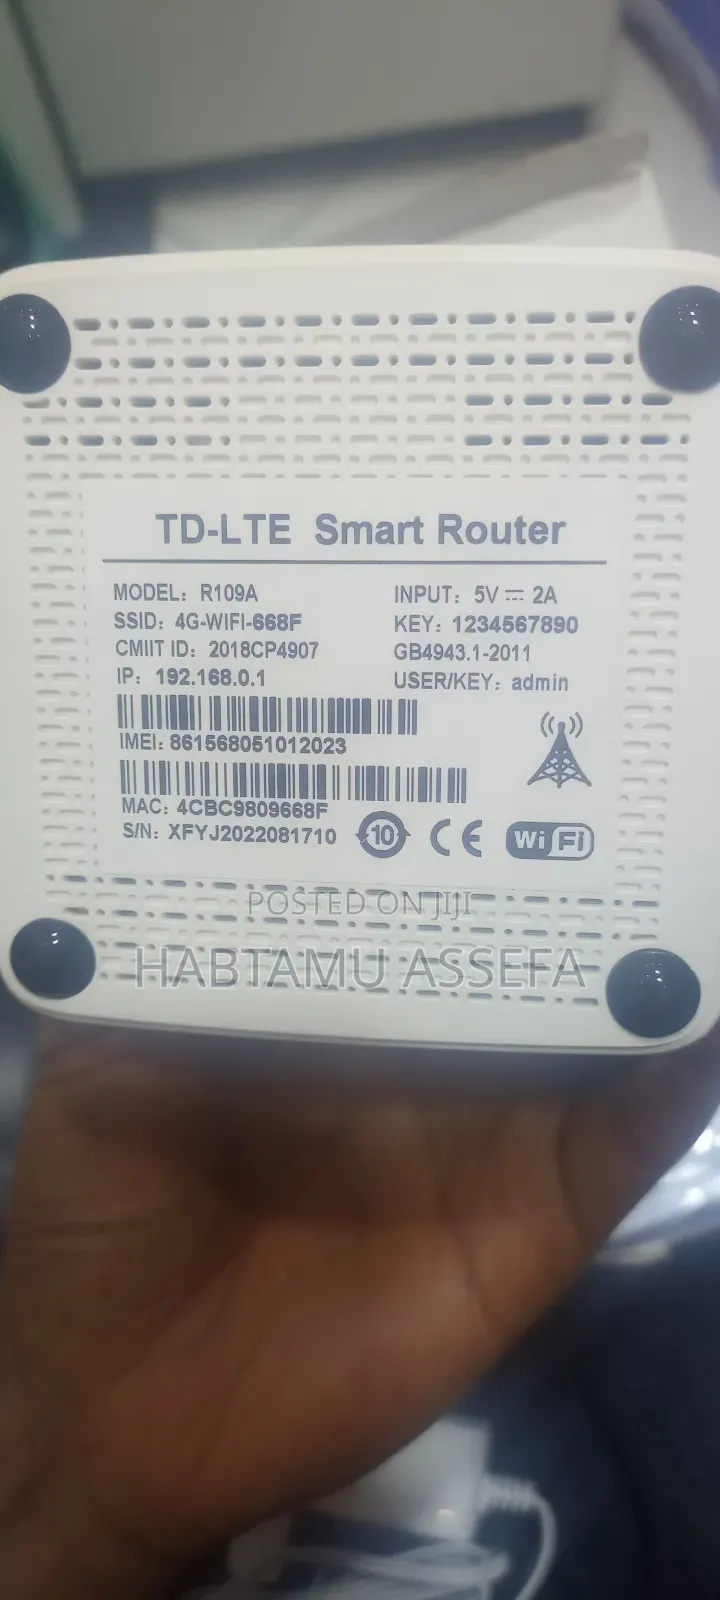 TD-LTE Smart Router
MODEL: R109A INPUT: 5V 2A
SSID: 4G-WIFI-668F KEY: 1234567890
CMIIT ID: 2018CP4907 GB4943.1-2011
IP: 192.168.0.1 USER/KEY: admin
IMEI: 861568051012023
MAC: 4CBC9809668F
S/N: XFYJ2022081710 10 CE WiFi
POSTED ON JIJI
HABTAMU ASSEFA